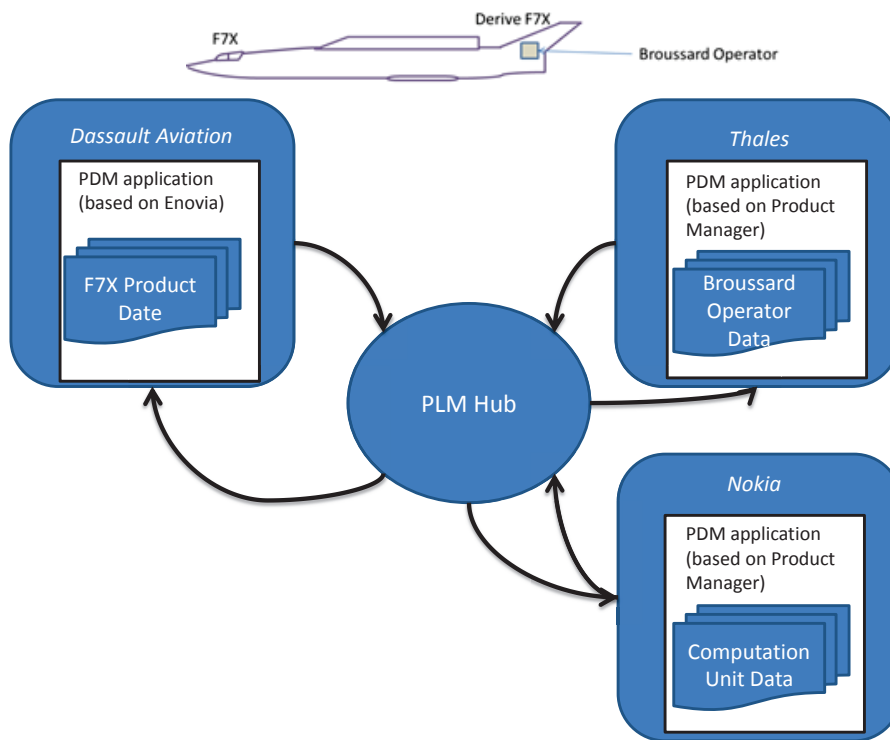 Derive F7X
F7X
Broussard Operator
Dassault Aviation
PDM application
(based on Enovia)
F7X Product
Date
Thales
PDM application
(based on Product
Manager)
Broussard
Operator
Data
PLM Hub
Nokia
PDM application
(based on Product
Manager)
Computation
Unit Data